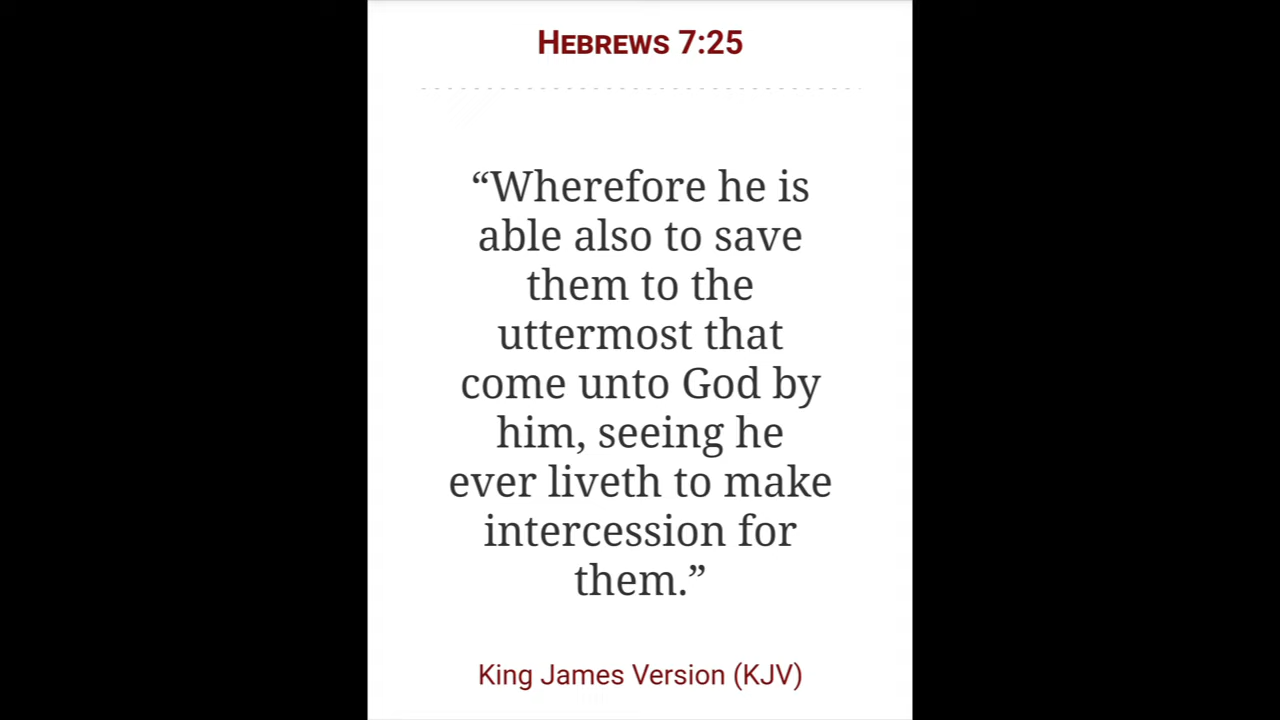 Hebrews 7:25
“Wherefore he is
able also to save
them to the
uttermost that
come unto God by
him, seeing he
ever liveth to make
intercession for
them.”
King James Version (KJV)